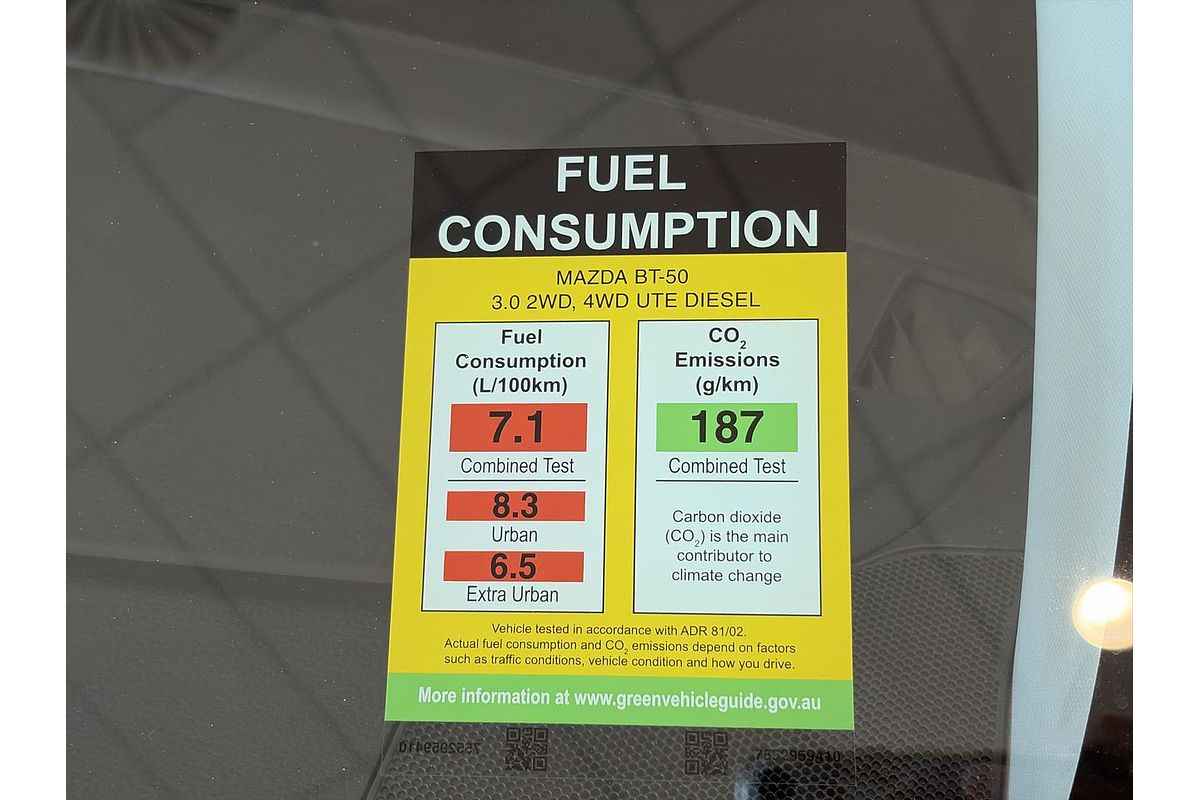 FUEL
CONSUMPTION
MAZDA BT-50
3.0 2WD, 4WD UTE DIESEL
Fuel
Consumption
(L/100km)
7.1
Combined Test
8.3
Urban
6.5
Extra Urban
CO₂
Emissions
(g/km)
187
Combined Test
Carbon dioxide
(CO₂) is the main
contributor to
climate change
Vehicle tested in accordance with ADR 81/02.
Actual fuel consumption and CO₂ emissions depend on factors
such as traffic conditions, vehicle condition and how you drive.
More information at www.greenvehicleguide.gov.au
7552959410
7552959410